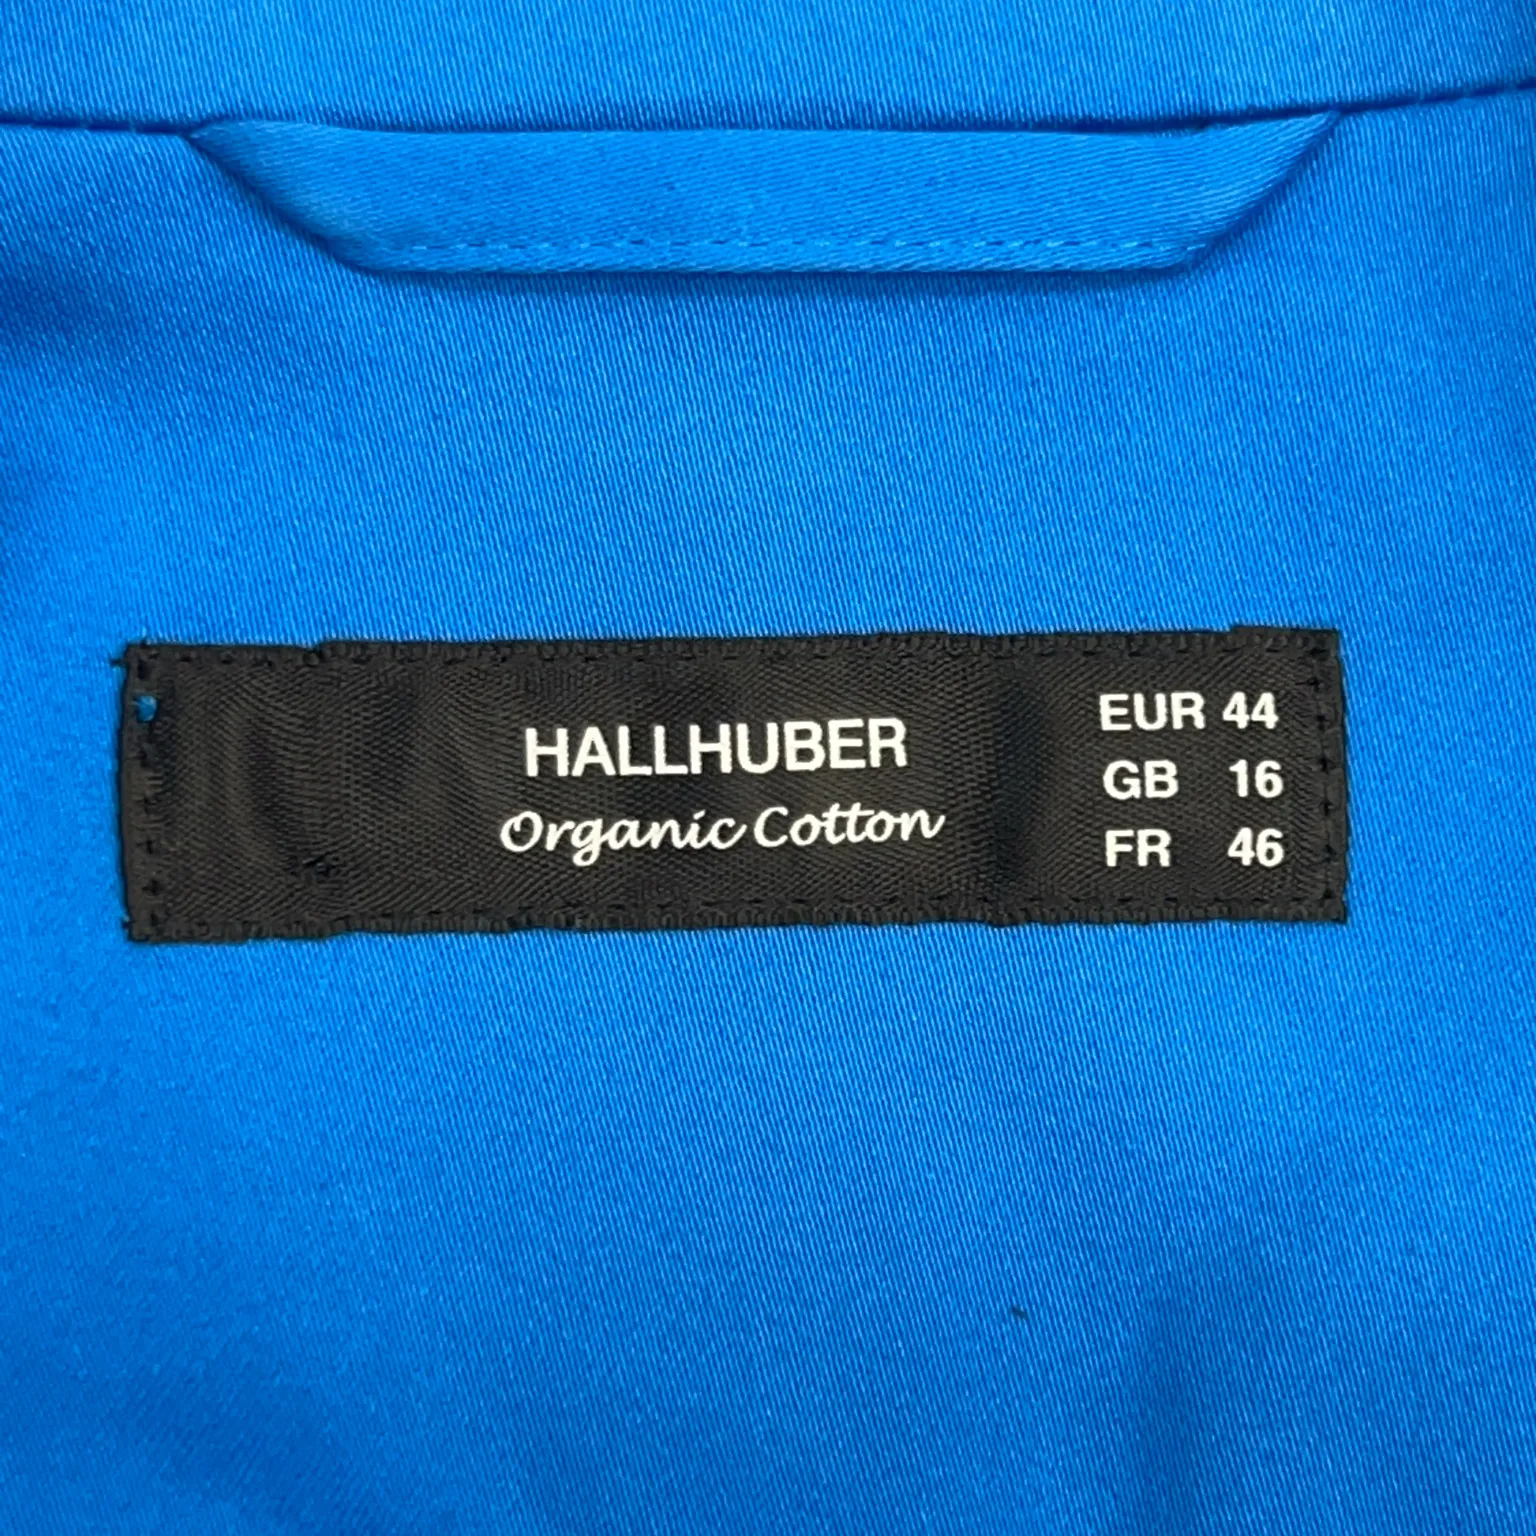 HALLHUBER
Organic Cotton
EUR 44
GB 16
FR 46